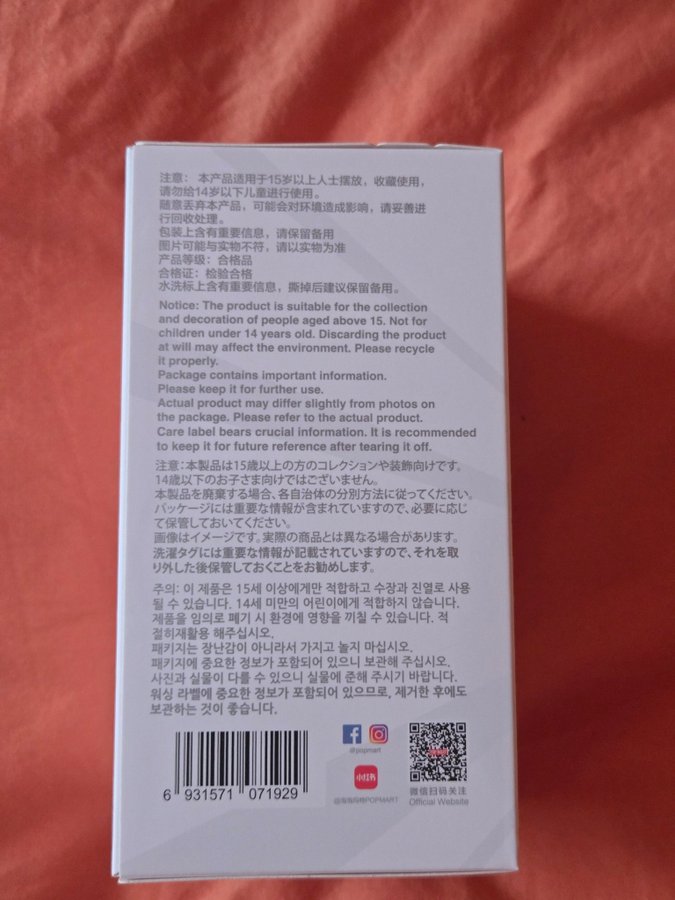 注意： 本产品适用于15岁以上人士摆放，收藏使用，
请勿给14岁以下儿童进行使用。
随意丢弃本产品，可能会对环境造成影响，请妥善进
行回收处理。
包装上含有重要信息，请保留备用
图片可能与实物不符，请以实物为准
产品等级：合格品
合格证：检验合格
水洗标上含有重要信息，撕掉后建议保留备用。
Notice: The product is suitable for the collection
and decoration of people aged above 15. Not for
children under 14 years old. Discarding the product
at will may affect the environment. Please recycle
it properly.
Package contains important information.
Please keep it for further use.
Actual product may differ slightly from photos on
the package. Please refer to the actual product.
Care label bears crucial information. It is recommended
to keep it for future reference after tearing it off.
注意：本製品は15歳以上の方のコレクションや装飾向けです。
14歳以下のお子さま向けではございません。
本製品を廃棄する場合、各自治体の分別方法に従ってください。
パッケージには重要な情報が含まれていますので、必要に応じ
て保管しておいてください。
画像はイメージです。実際の商品とは異なる場合があります。
洗濯タグには重要な情報が記載されていますので、それを取
り外した後保管しておくことをお勧めします。
주의: 이 제품은 15세 이상에게만 적합하고 수장과 진열로 사용
될 수 있습니다. 14세 미만의 어린이에게 적합하지 않습니다.
제품을 임의로 폐기 시 환경에 영향을 끼칠 수 있습니다. 적
절히재활용 해주십시오.
패키지는 장난감이 아니라서 가지고 놀지 마십시오.
패키지에 중요한 정보가 포함되어 있으니 보관해 주십시오.
사진과 실물이 다를 수 있으니 실물에 준해 주시기 바랍니다.
워싱 라벨에 중요한 정보가 포함되어 있으므로, 제거한 후에도
보관하는 것이 좋습니다.
@popmart
小红书
@泡泡玛特POPMART
微信扫码关注
Official Website
6 931571 071929